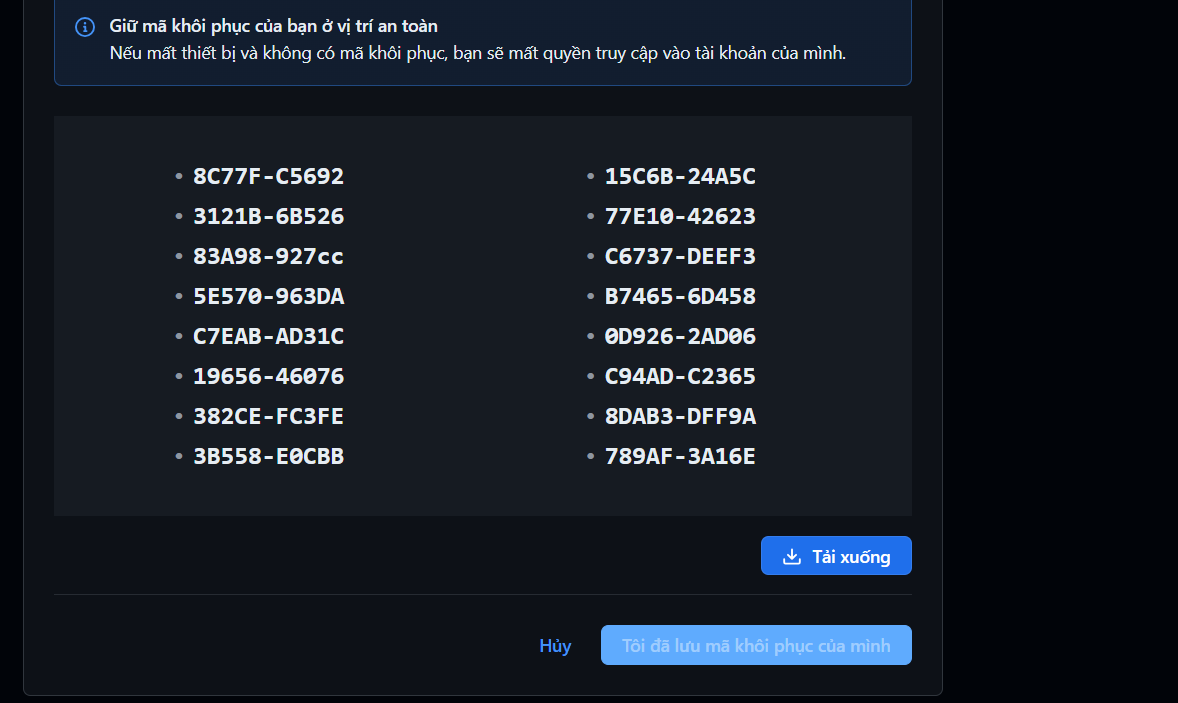 Giữ mã khôi phục của bạn ở vị trí an toàn
Nếu mất thiết bị và không có mã khôi phục, bạn sẽ mất quyền truy cập vào tài khoản của mình.
• 8C77F-C5692
• 3121B-6B526
• 83A98-927cc
• 5E570-963DA
• C7EAB-AD31C
• 19656-46076
• 382CE-FC3FE
• 3B558-E0CBB
• 15C6B-24A5C
• 77E10-42623
• C6737-DEEF3
• B7465-6D458
• 0D926-2AD06
• C94AD-C2365
• 8DAB3-DFF9A
• 789AF-3A16E
Tải xuống
Hủy
Tôi đã lưu mã khôi phục của mình